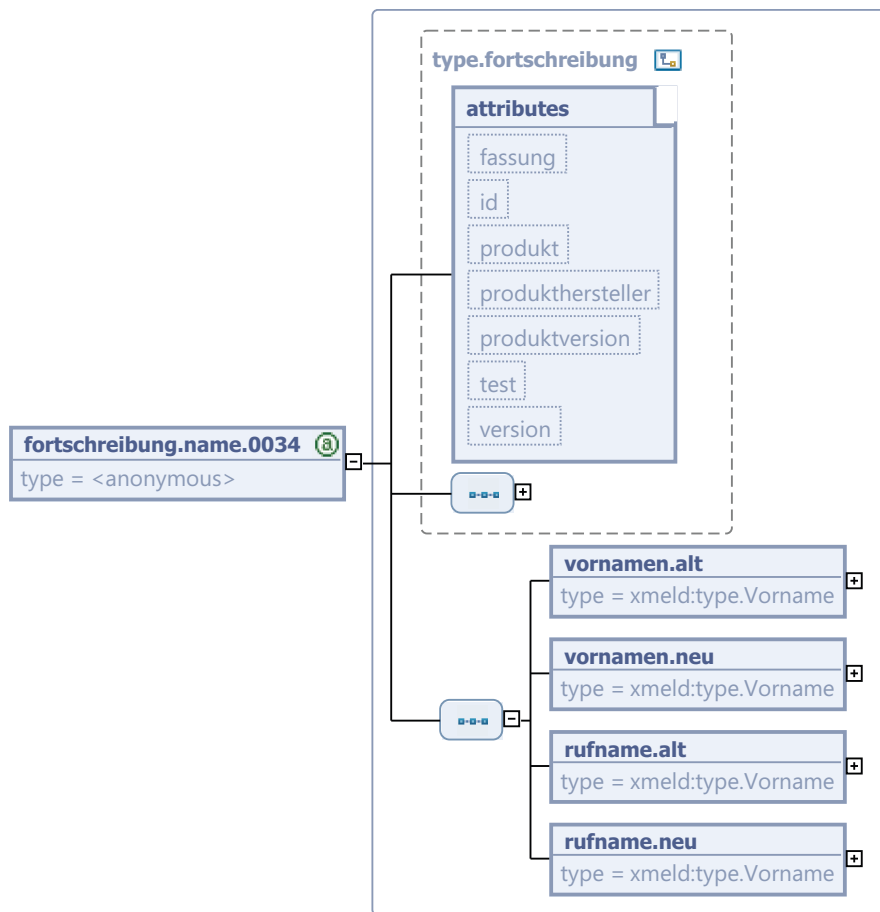 type.fortschreibung
attributes
fassung
id
produkt
produkthersteller
produktversion
test
version
fortschreibung.name.0034
type = <anonymous>
vornamen.alt
type = xmeld:type.Vorname
vornamen.neu
type = xmeld:type.Vorname
rufname.alt
type = xmeld:type.Vorname
rufname.neu
type = xmeld:type.Vorname